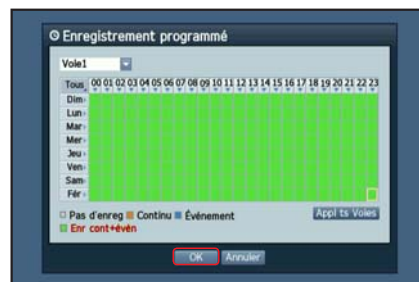 Enregistrement programmé
Voie1
Tous 00 01 02 03 04 05 06 07 08 09 10 11 12 13 14 15 16 17 18 19 20 21 22 23
Dim
Lun
Mar
Mer
Jeu
Ven
Sam
Fér
Pas d'enreg Continu Événement Appl ts Voies
Enr cont+évén
OK Annuler